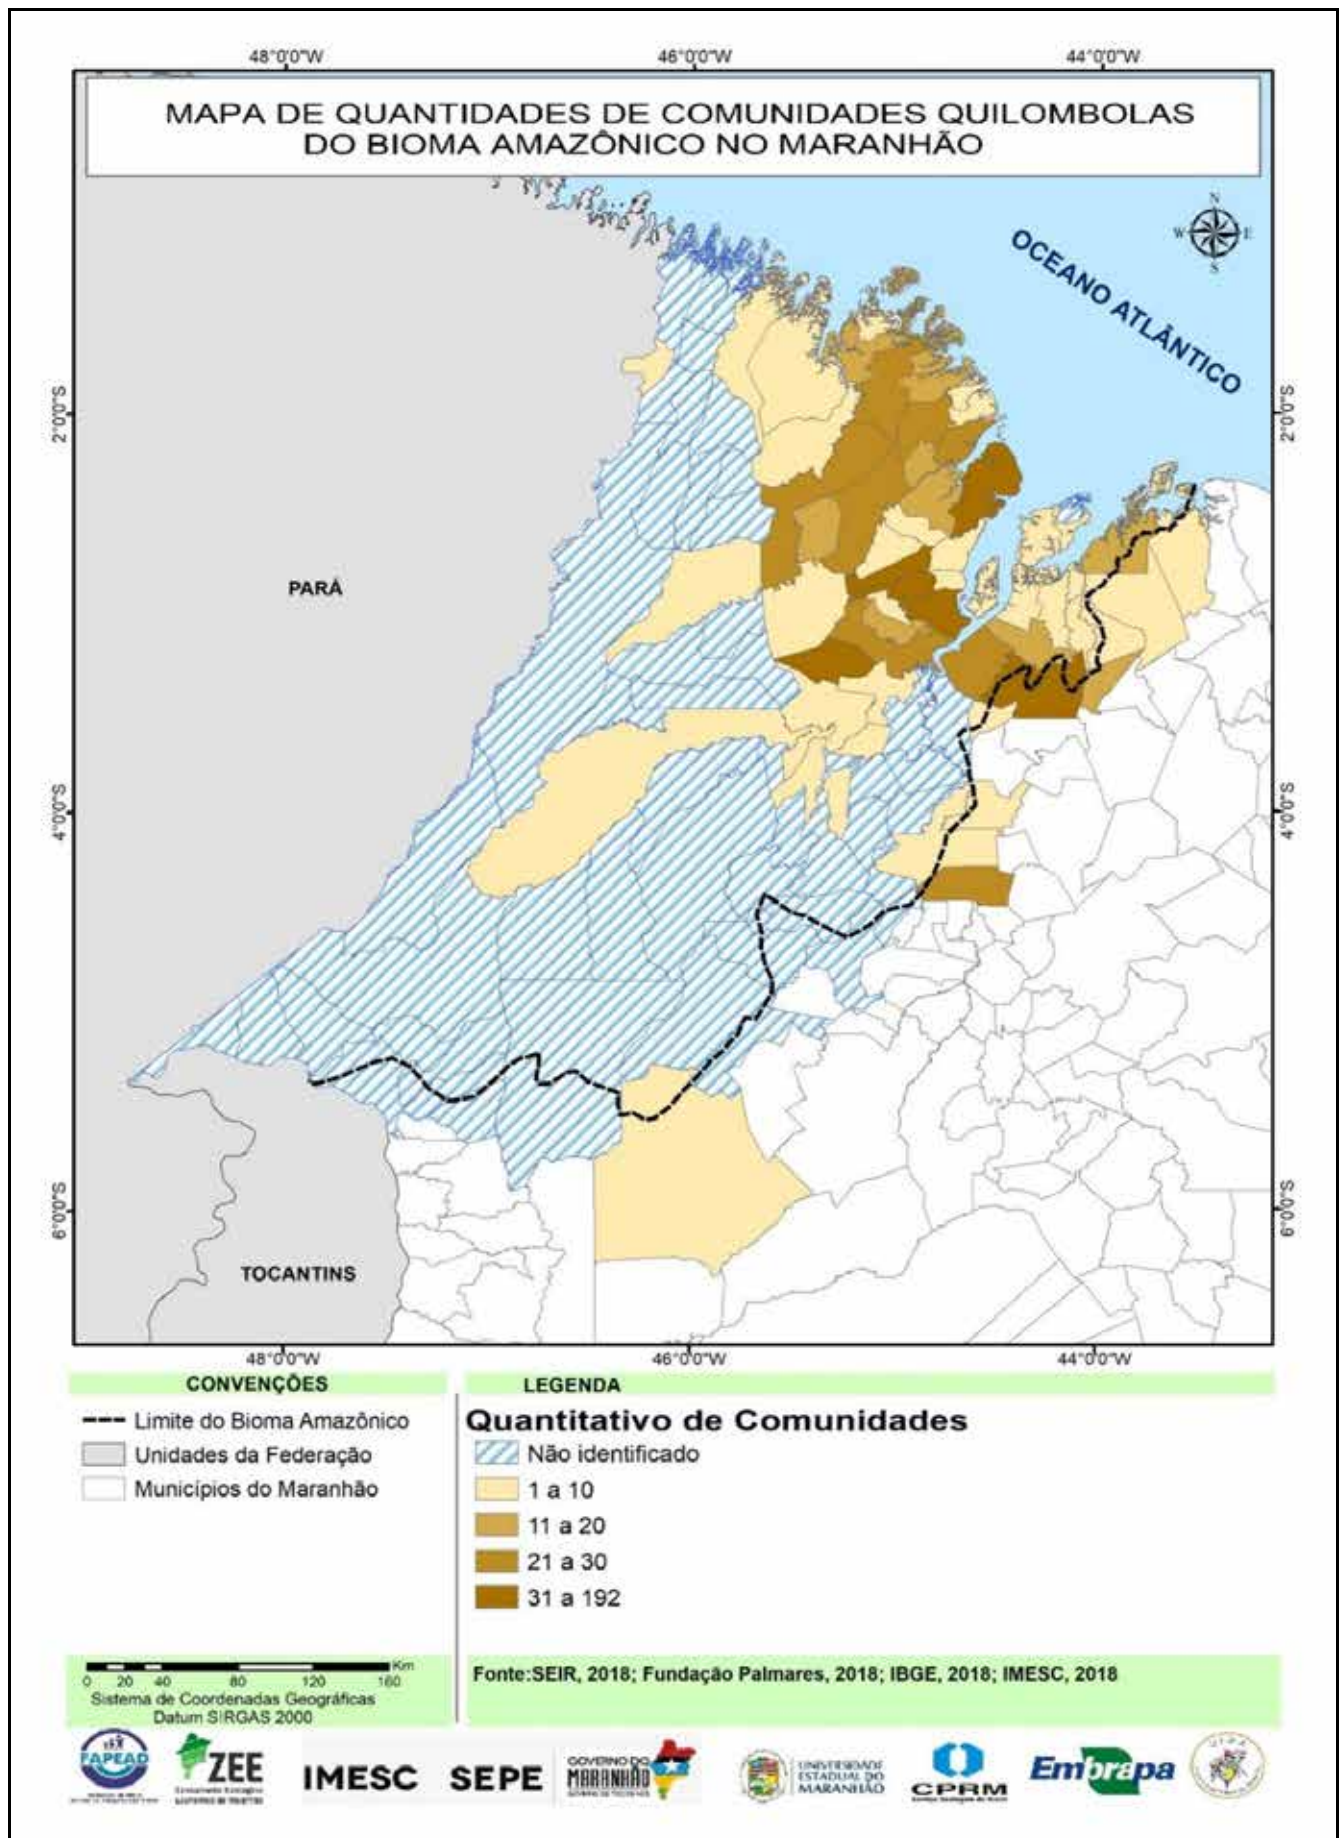 48°0'0"W 46°0'0"W 44°0'0"W
MAPA DE QUANTIDADES DE COMUNIDADES QUILOMBOLAS
DO BIOMA AMAZÔNICO NO MARANHÃO
N
W E
S
OCEANO ATLÂNTICO
2°0'0"S 2°0'0"S
PARÁ
4°0'0"S 4°0'0"S
6°0'0"S 6°0'0"S
TOCANTINS
48°0'0"W 46°0'0"W 44°0'0"W
CONVENÇÕES
Limite do Bioma Amazônico
Unidades da Federação
Municípios do Maranhão
LEGENDA
Quantitativo de Comunidades
Não identificado
1 a 10
11 a 20
21 a 30
31 a 192
Km
0 20 40 80 120 160
Sistema de Coordenadas Geográficas
Datum SIRGAS 2000
Fonte:SEIR, 2018; Fundação Palmares, 2018; IBGE, 2018; IMESC, 2018
FAPEAD
ZEE
IMESC SEPE
GOVERNO DO
MARANHÃO
UNIVERSIDADE
ESTADUAL DO
MARANHÃO
CPRM
Embrapa